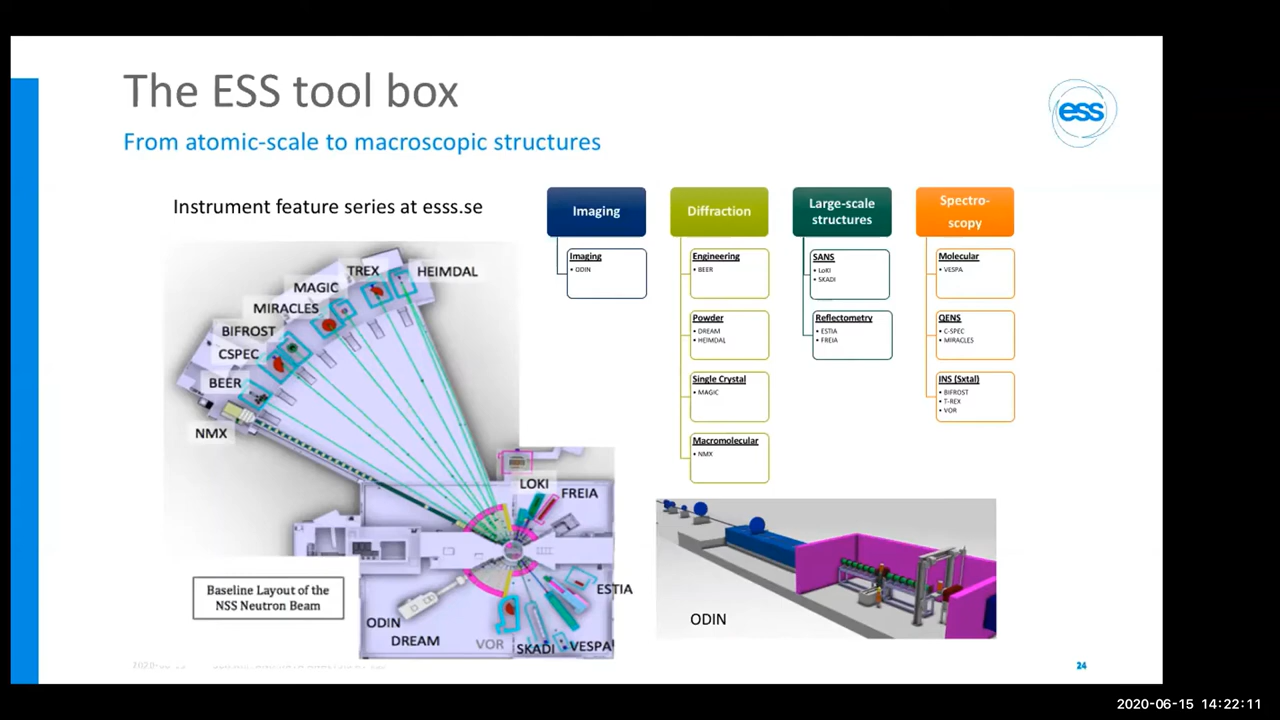 The ESS tool box
ess
From atomic-scale to macroscopic structures
Instrument feature series at esss.se
Imaging
Imaging
• ODIN
Diffraction
Engineering
• BEER
Powder
• DREAM
• HEIMDAL
Single Crystal
• MAGIC
Macromolecular
• NMX
Large-scale
structures
SANS
• LoKI
• SKADI
Reflectometry
• ESTIA
• FREIA
Spectro-
scopy
Molecular
• VESPA
QENS
• C-SPEC
• MIRACLES
INS (Sxtal)
• BIFROST
• T-REX
• VOR
TREX
HEIMDAL
MAGIC
MIRACLES
BIFROST
CSPEC
BEER
NMX
LOKI
FREIA
ESTIA
ODIN
DREAM
VOR
SKADI
VESPA
Baseline Layout of the
NSS Neutron Beam
ODIN
24
2020-06-15 14:22:11